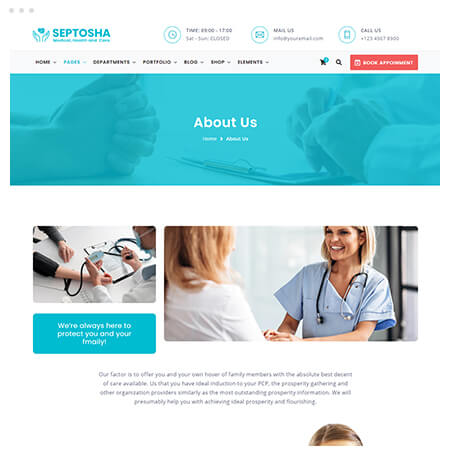 SEPTOSHA
Medical, Health and, Care
TIME: 09:00 - 17:00
Sat - Sun: CLOSED
MAIL US
info@youremail.com
CALL US
+123 4567 8900
HOME PAGES DEPARTMENTS PORTFOLIO BLOG SHOP ELEMENTS
BOOK APPOINMENT
About Us
Home About Us
We're always here to
protect you and your
fmaily!
Our factor is to offer you and your own hover of family members with the absolute best decent
of care available. Us that you have ideal induction to your PCP, the prosperity gathering and
other organization providers similarly as the most outstanding prosperity information. We will
presumably help you with achieving ideal prosperity and flourishing.